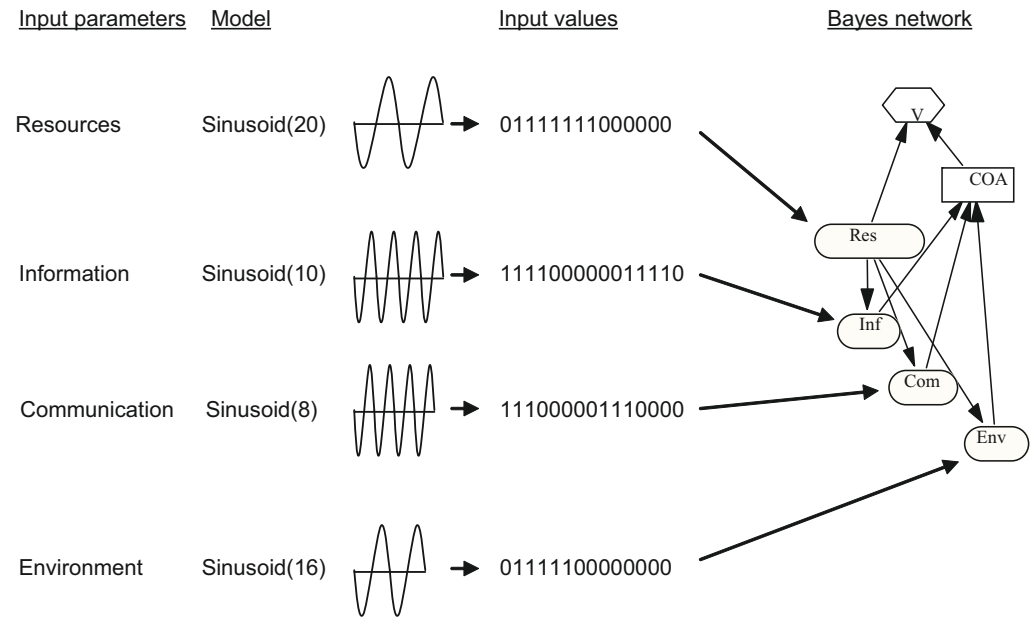 Input parameters Model Input values Bayes network
Resources Sinusoid(20) 01111111000000
Information Sinusoid(10) 111100000011110
Communication Sinusoid(8) 111000001110000
Environment Sinusoid(16) 01111100000000
V
COA
Res
Inf
Com
Env